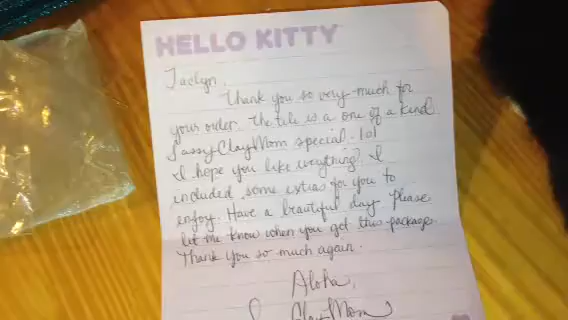 HELLO KITTY
Jaclyn,
Thank you so very much for
your order. The tile is a one of a kind
SassyClayMom special. lol
I hope you like everything? I
included some extras for you to
enjoy. Have a beautiful day. Please
let me know when you get this package.
Thank you so much again.
Aloha,
ClayMom